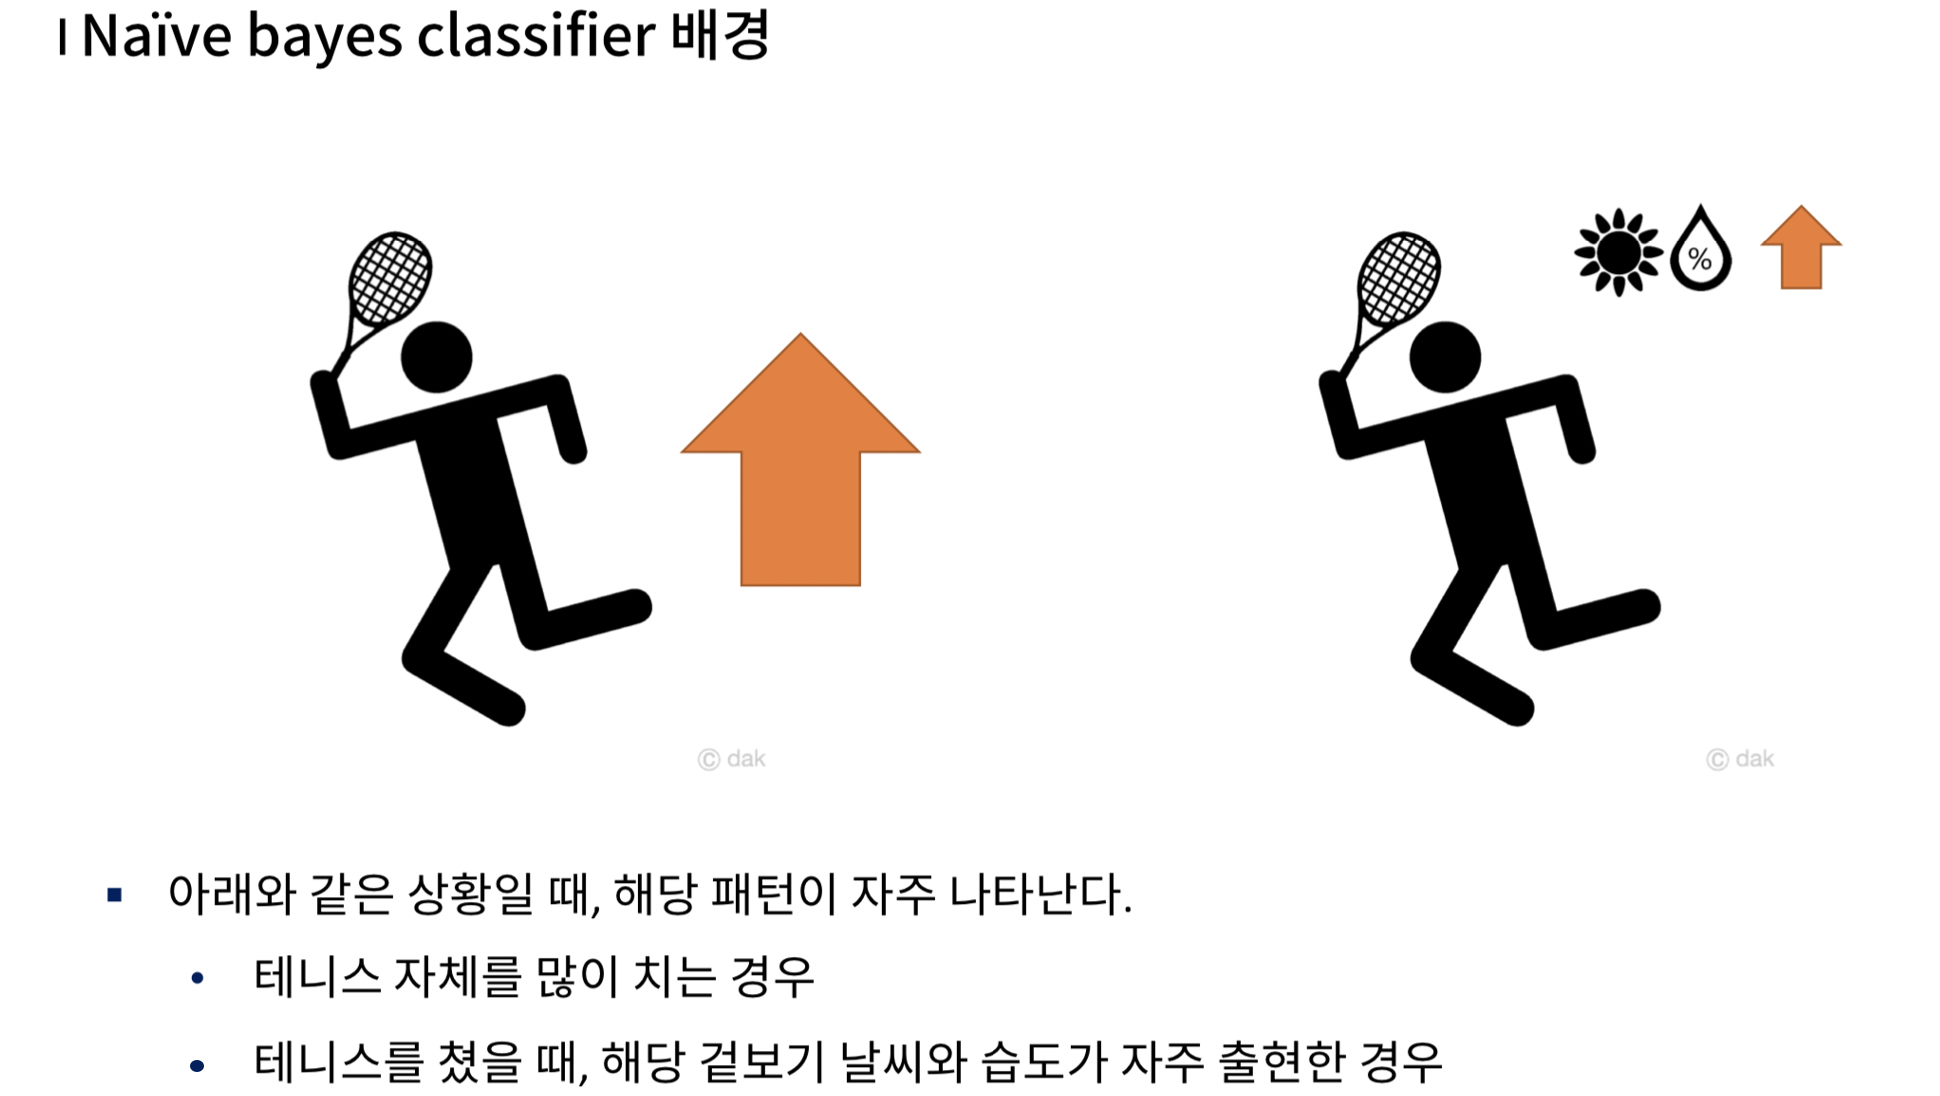 I Naïve bayes classifier 배경
%
© dak
© dak
아래와 같은 상황일 때, 해당 패턴이 자주 나타난다.
테니스 자체를 많이 치는 경우
테니스를 쳤을 때, 해당 겉보기 날씨와 습도가 자주 출현한 경우